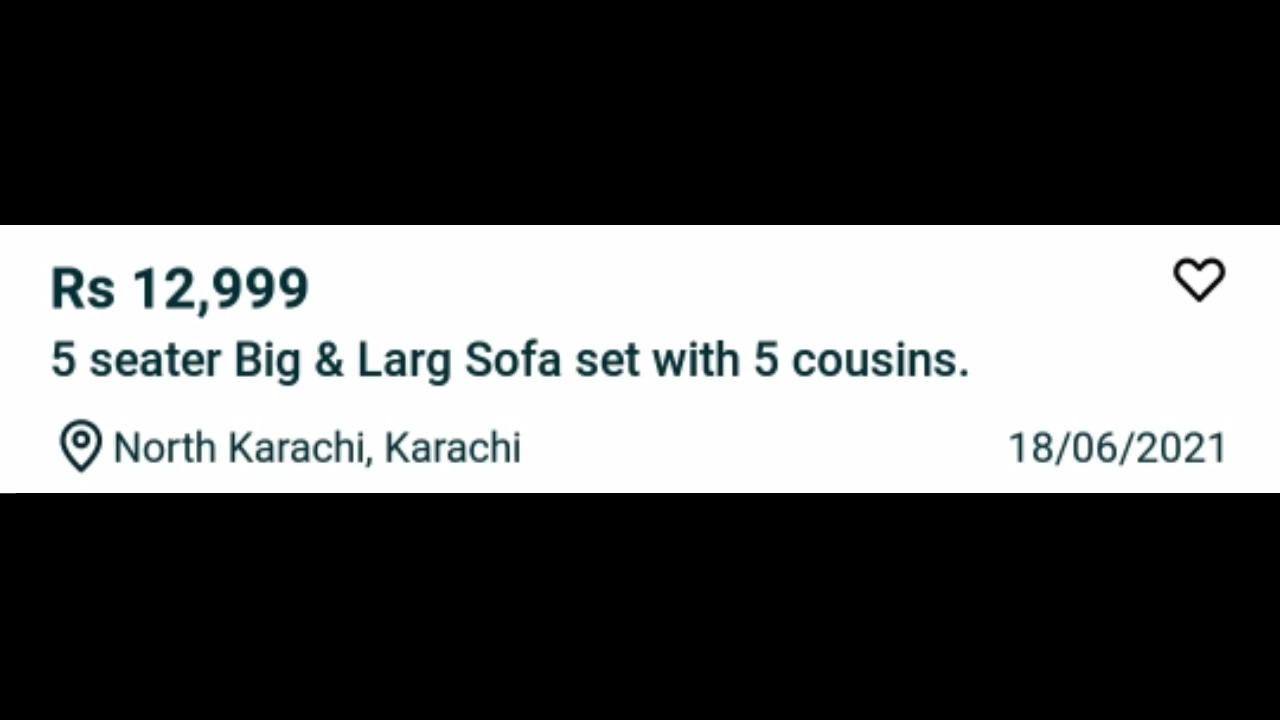 Rs 12,999
5 seater Big & Larg Sofa set with 5 cousins.
North Karachi, Karachi 18/06/2021